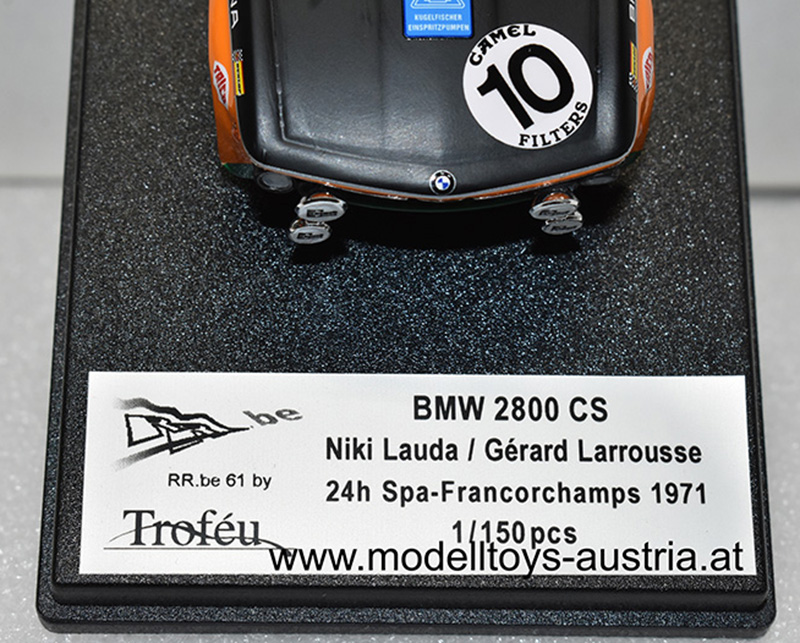 KUGELFISCHER
EINSPRITZPUMPEN
CAMEL
10
FILTERS
BMW 2800 CS
Niki Lauda / Gérard Larrousse
24h Spa-Francorchamps 1971
1/150 pcs
.be
RR.be 61 by
Troféu
www.modelltoys-austria.at